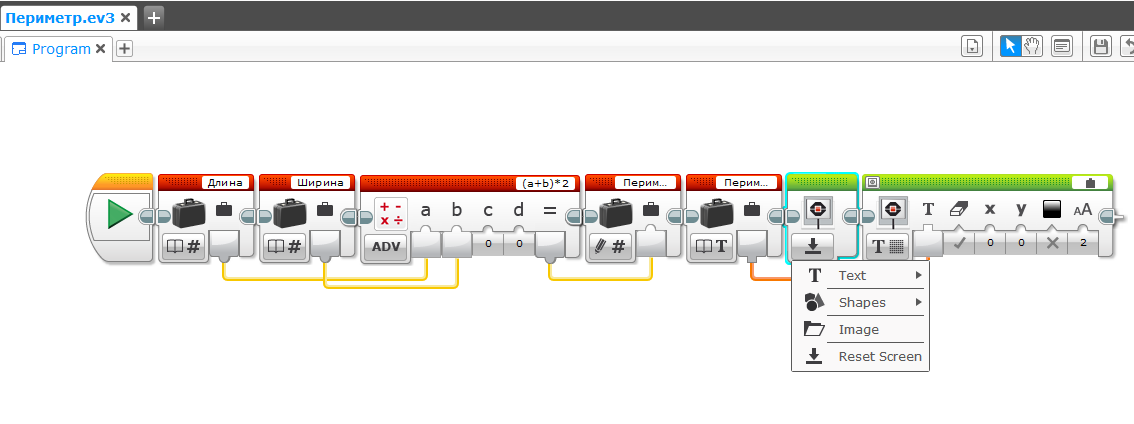 Периметр.ev3
Program
Длина
Ширина
(a+b)*2
Перим...
Перим...
a b c d =
T x y AA
#
#
ADV
0 0
#
T
T
0 0 2
T Text
Shapes
Image
Reset Screen